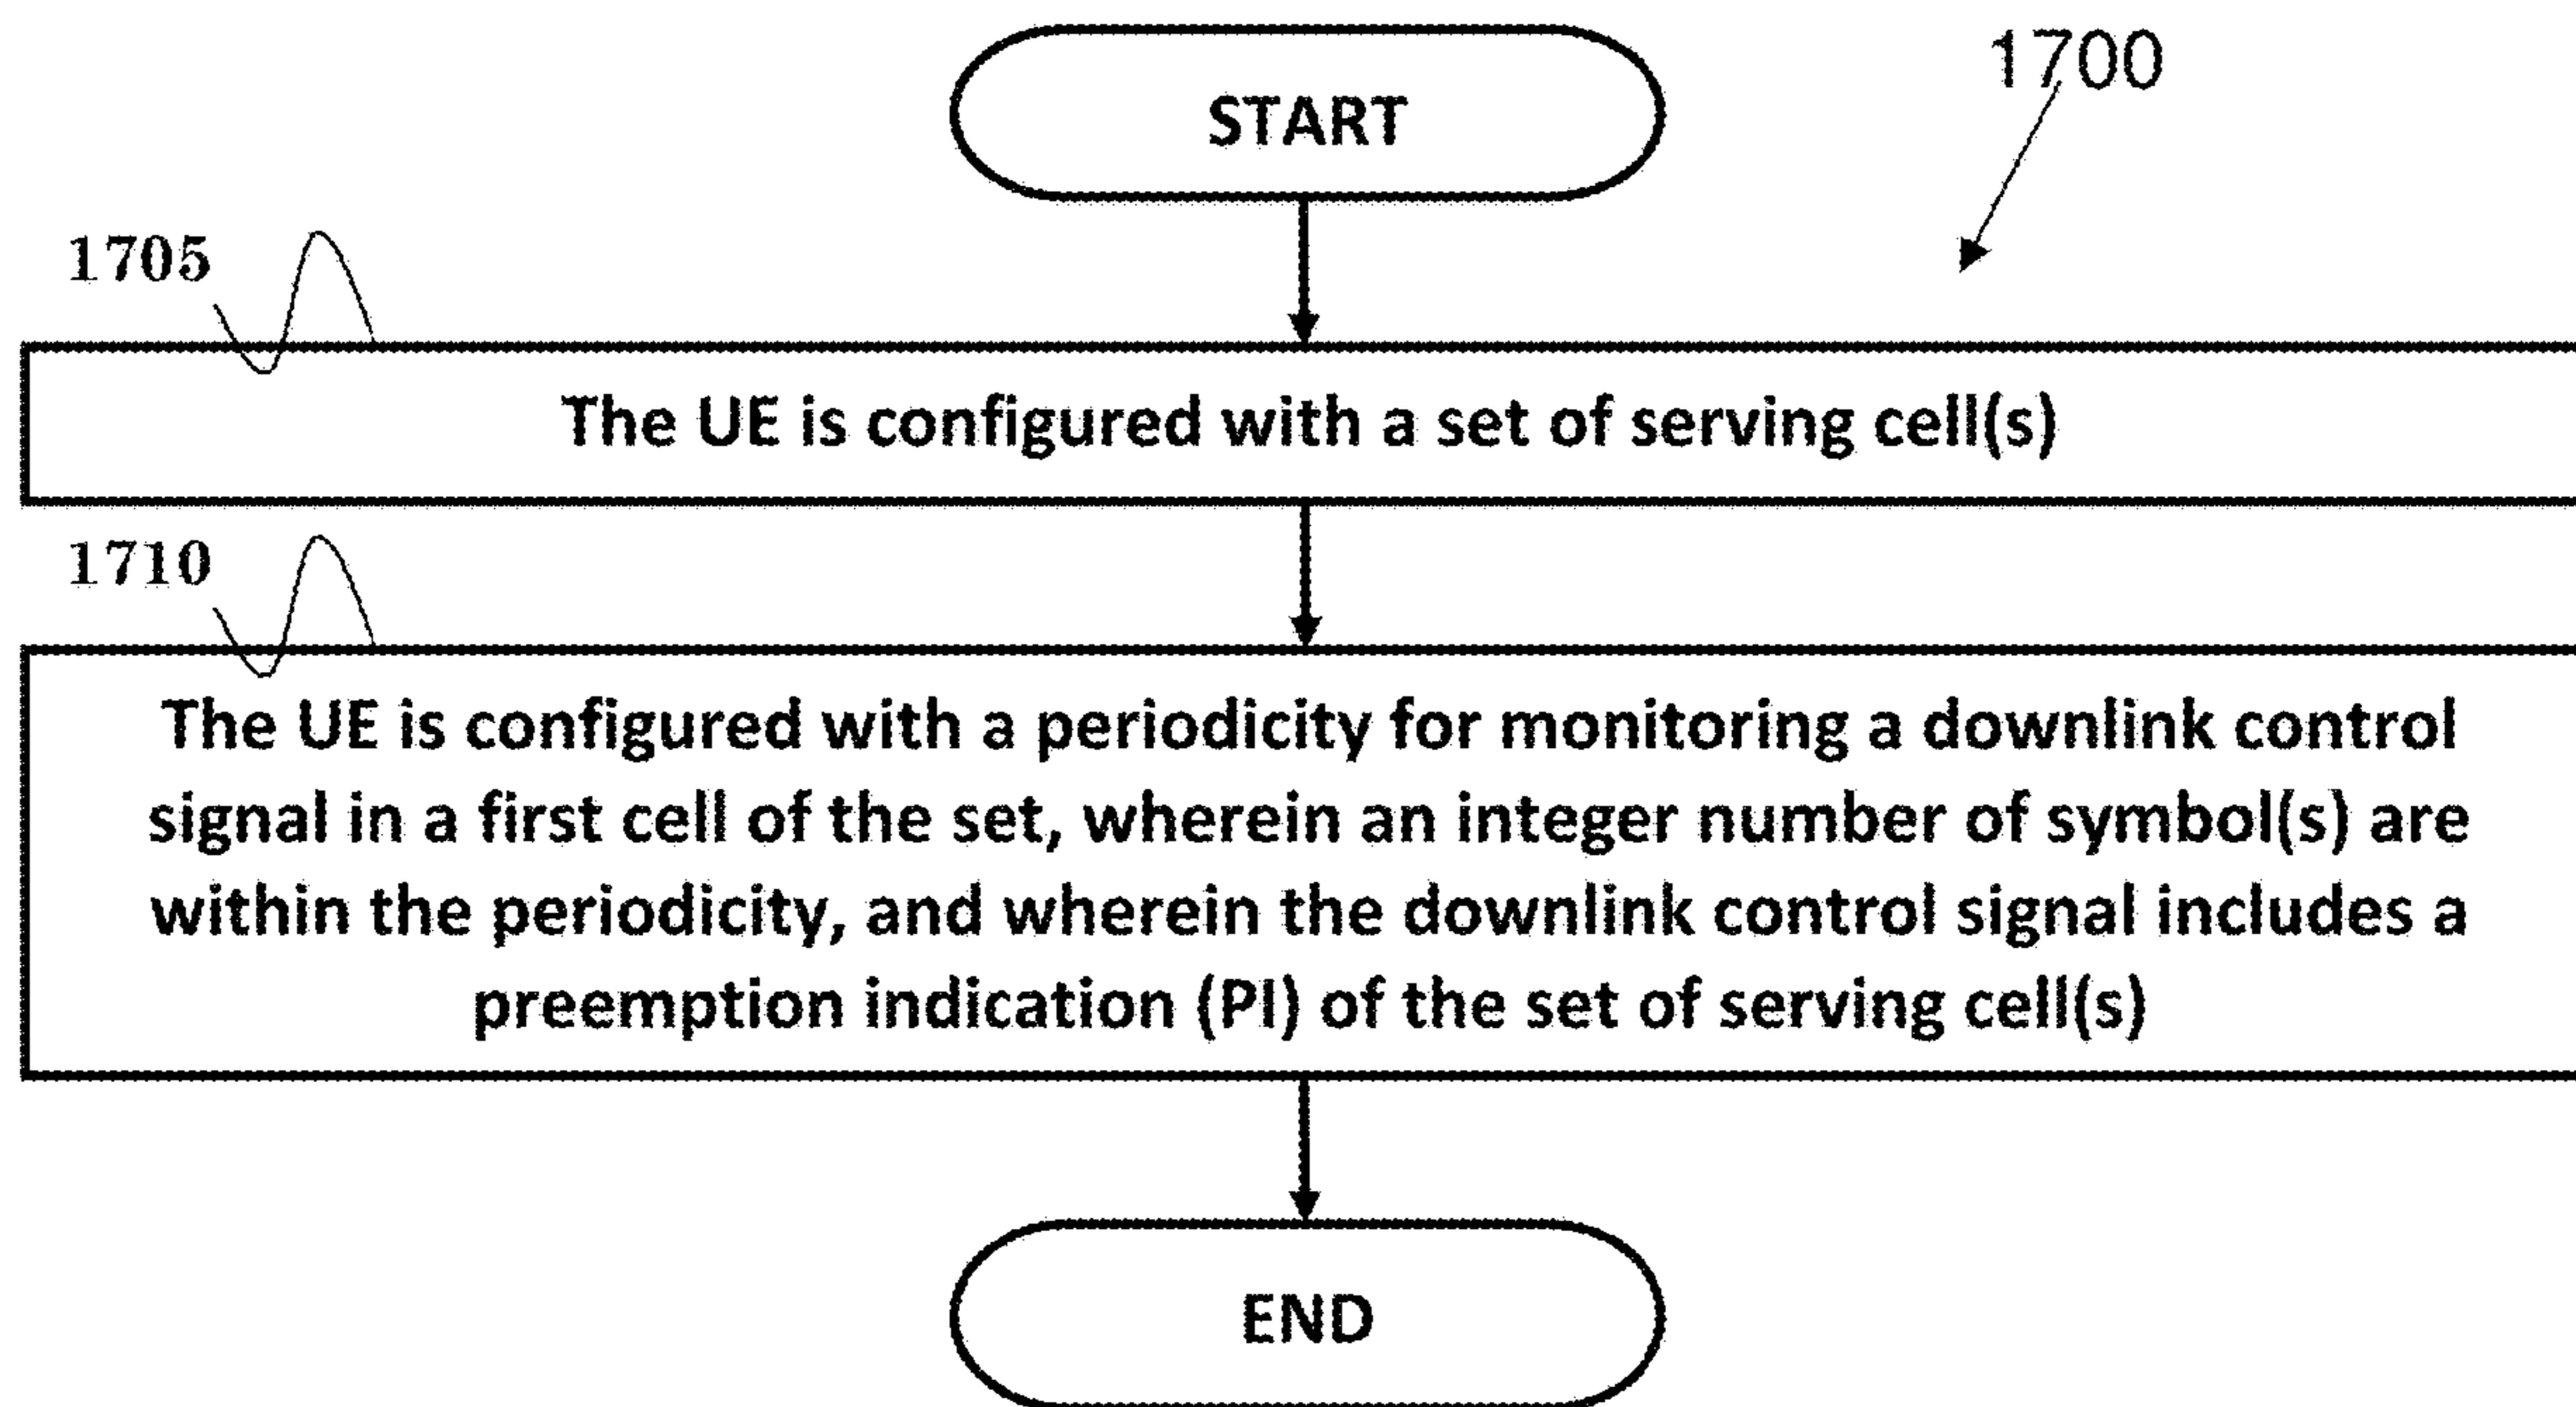 START
1700
1705
The UE is configured with a set of serving cell(s)
1710
The UE is configured with a periodicity for monitoring a downlink control
signal in a first cell of the set, wherein an integer number of symbol(s) are
within the periodicity, and wherein the downlink control signal includes a
preemption indication (PI) of the set of serving cell(s)
END